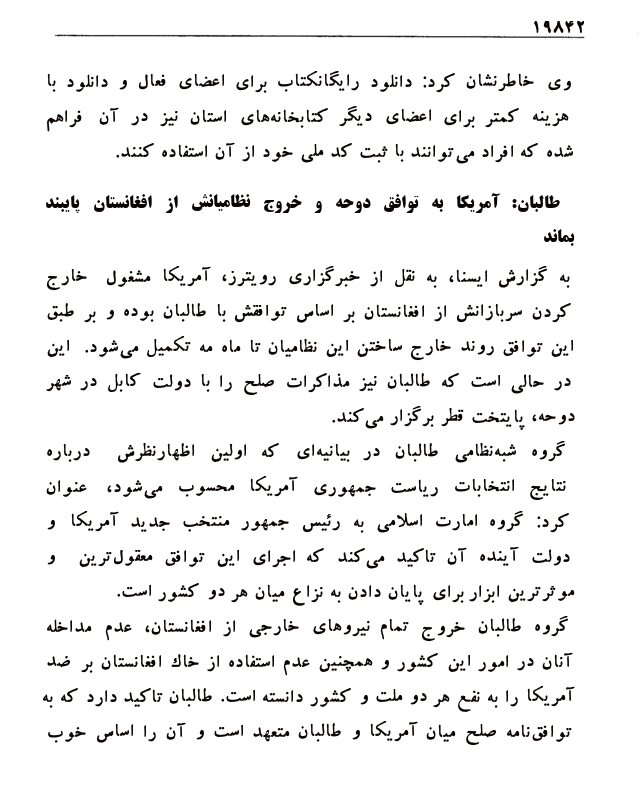 ۱۹۸۴۲
وی خاطرنشان کرد: دانلود رایگانکتاب برای اعضای فعال و دانلود با
هزینه کمتر برای اعضای دیگر کتابخانه‌های استان نیز در آن فراهم
شده که افراد می‌توانند با ثبت کد ملی خود از آن استفاده کنند.
طالبان: آمریکا به توافق دوحه و خروج نظامیانش از افغانستان پایبند
بماند
به گزارش ایسنا، به نقل از خبرگزاری رویترز، آمریکا مشغول خارج
کردن سربازانش از افغانستان بر اساس توافقش با طالبان بوده و بر طبق
این توافق روند خارج ساختن این نظامیان تا ماه مه تکمیل می‌شود. این
در حالی است که طالبان نیز مذاکرات صلح را با دولت کابل در شهر
دوحه، پایتخت قطر برگزار می‌کند.
گروه شبه‌نظامی طالبان در بیانیه‌ای که اولین اظهارنظرش درباره
نتایج انتخابات ریاست جمهوری آمریکا محسوب می‌شود، عنوان
کرد: گروه امارت اسلامی به رئیس جمهور منتخب جدید آمریکا و
دولت آینده آن تاکید می‌کند که اجرای این توافق معقول‌ترین و
موثرترین ابزار برای پایان دادن به نزاع میان هر دو کشور است.
گروه طالبان خروج تمام نیروهای خارجی از افغانستان، عدم مداخله
آنان در امور این کشور و همچنین عدم استفاده از خاك افغانستان بر ضد
آمریکا را به نفع هر دو ملت و کشور دانسته است. طالبان تاکید دارد که به
توافق‌نامه صلح میان آمریکا و طالبان متعهد است و آن را اساس خوب